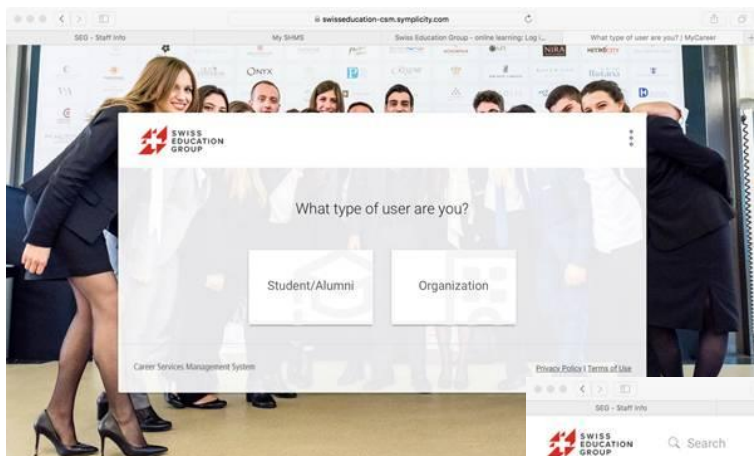 swisseducation-csm.symplicity.com
SEG - Staff Info
My SHMS
Swiss Education Group - online learning: Log i...
What type of user are you? | MyCareer
ONYX
NIRA
SWISS
EDUCATION
GROUP
What type of user are you?
Student/Alumni
Organization
Career Services Management System
Privacy Policy | Terms of Use
SEG - Staff Info
SWISS
EDUCATION
GROUP
Search